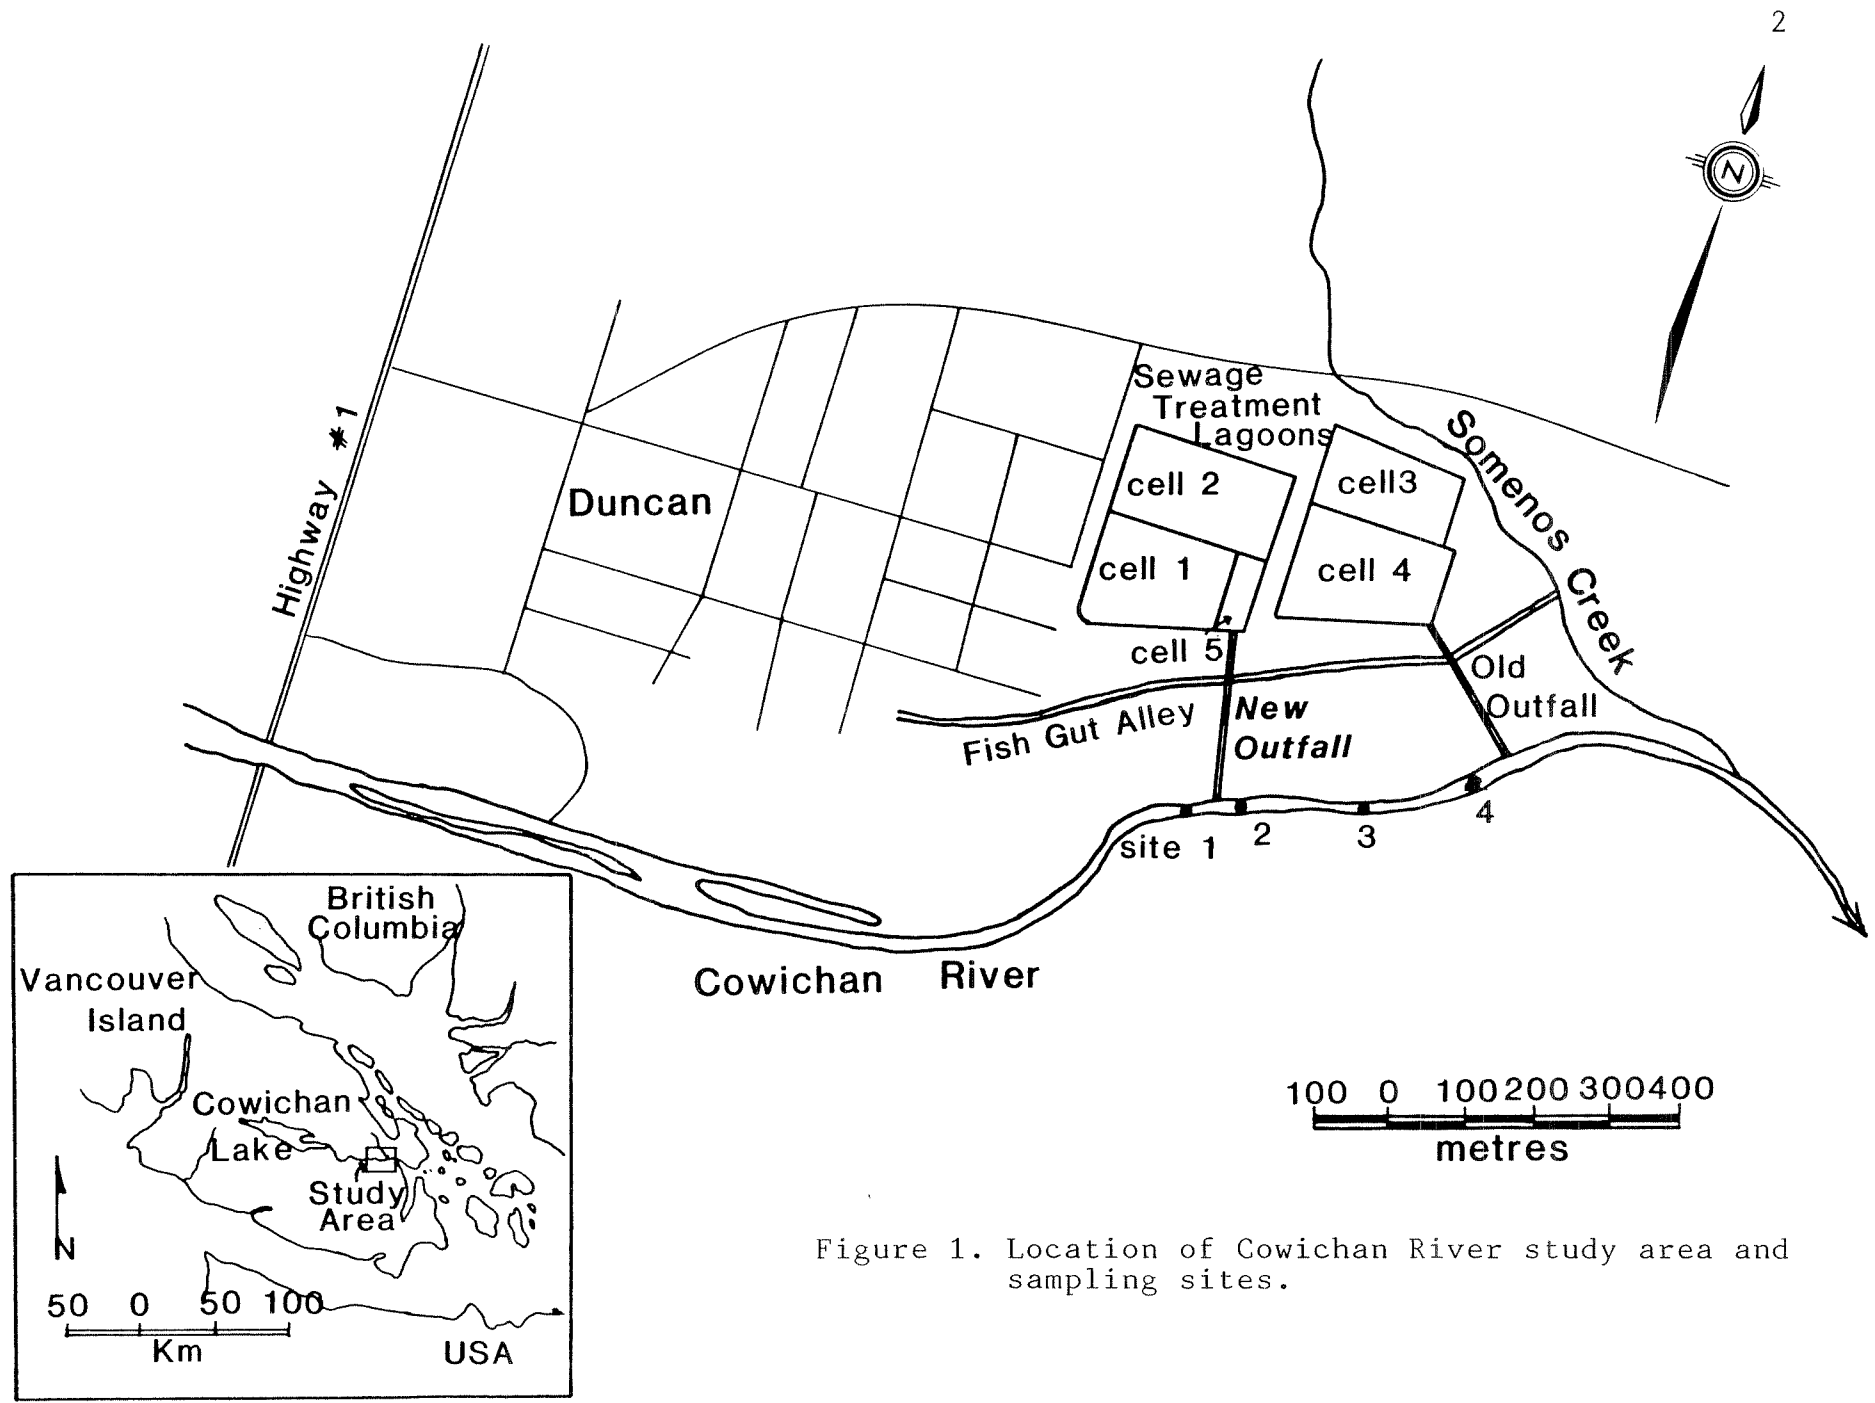 2
N
Highway #1
Duncan
Sewage
Treatment
Lagoons
cell 2
cell3
cell 1
cell 4
cell 5
Somenos Creek
Old
Outfall
New
Outfall
Fish Gut Alley
site 1
2
3
4
Cowichan River
British
Columbia
Vancouver
Island
Cowichan
Lake
Study
Area
N
50 0 50 100
Km
USA
100 0 100 200 300 400
metres
Figure 1. Location of Cowichan River study area and
sampling sites.